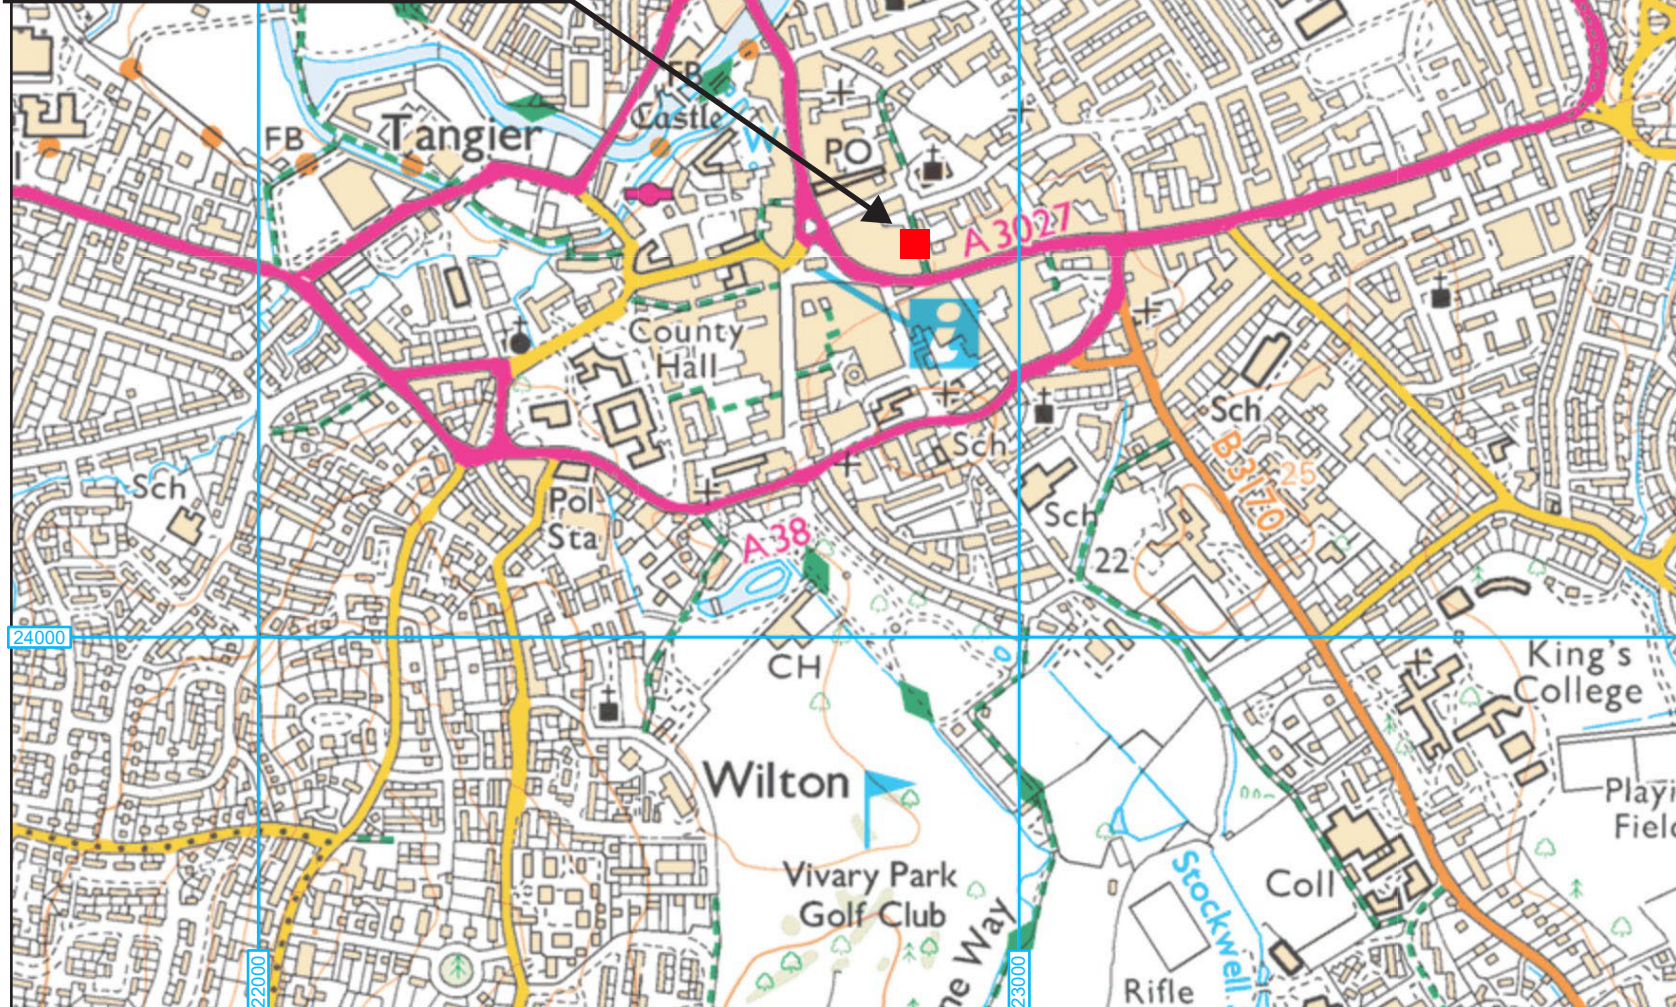 FB
Castle
W
PO
FB
Tangier
A 3027
County
Hall
Sch
Sch
Sch
Pol
Sta
A 38
B 3170
25
Sch
22
24000
CH
King's
College
Wilton
Playi
Fiel
Vivary Park
Golf Club
Coll
Stockwell
ne Way
22000
23000
Rifle